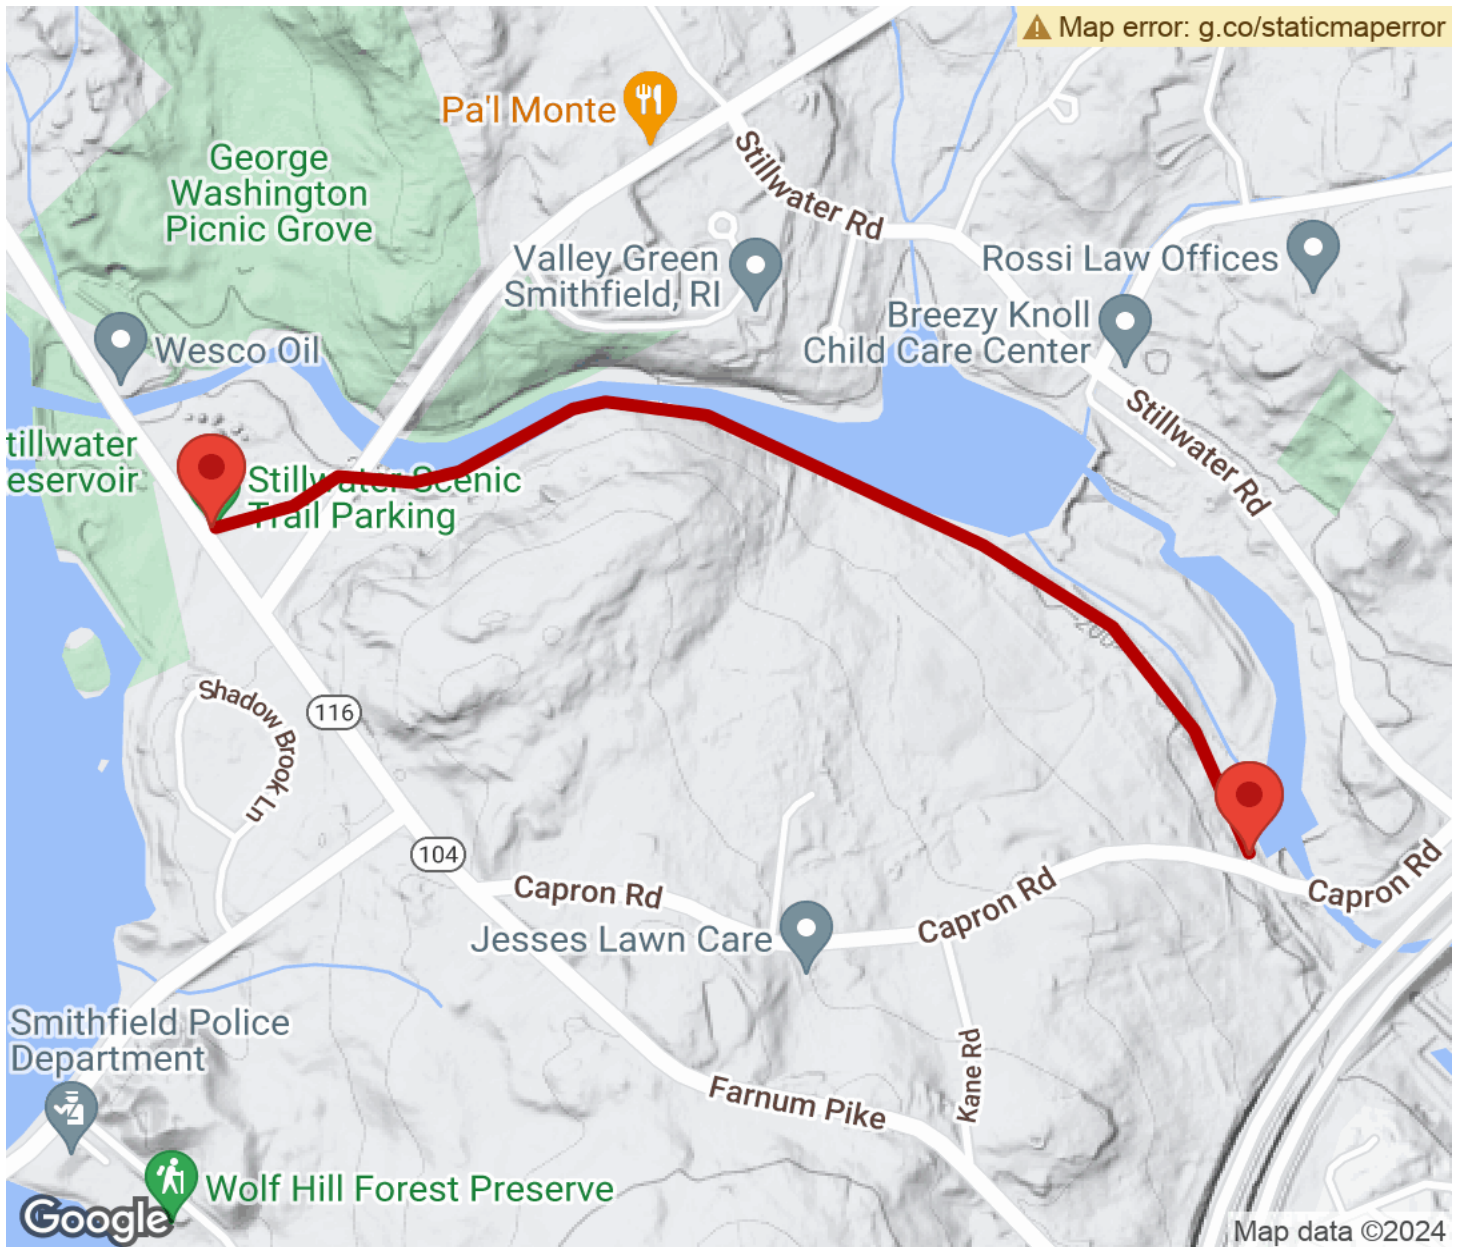 Map error: g.co/staticmaperror
Pa'l Monte
George
Washington
Picnic Grove
Stillwater Rd
Valley Green
Smithfield, RI
Rossi Law Offices
Breezy Knoll
Child Care Center
Wesco Oil
Stillwater Rd
tillwater
eservoir
Stillwater Scenic
Trail Parking
200
Shadow Brook Ln
116
104
Capron Rd
Capron Rd
Capron Rd
Jesses Lawn Care
Smithfield Police
Department
Kane Rd
Farnum Pike
Wolf Hill Forest Preserve
Google
Map data ©2024